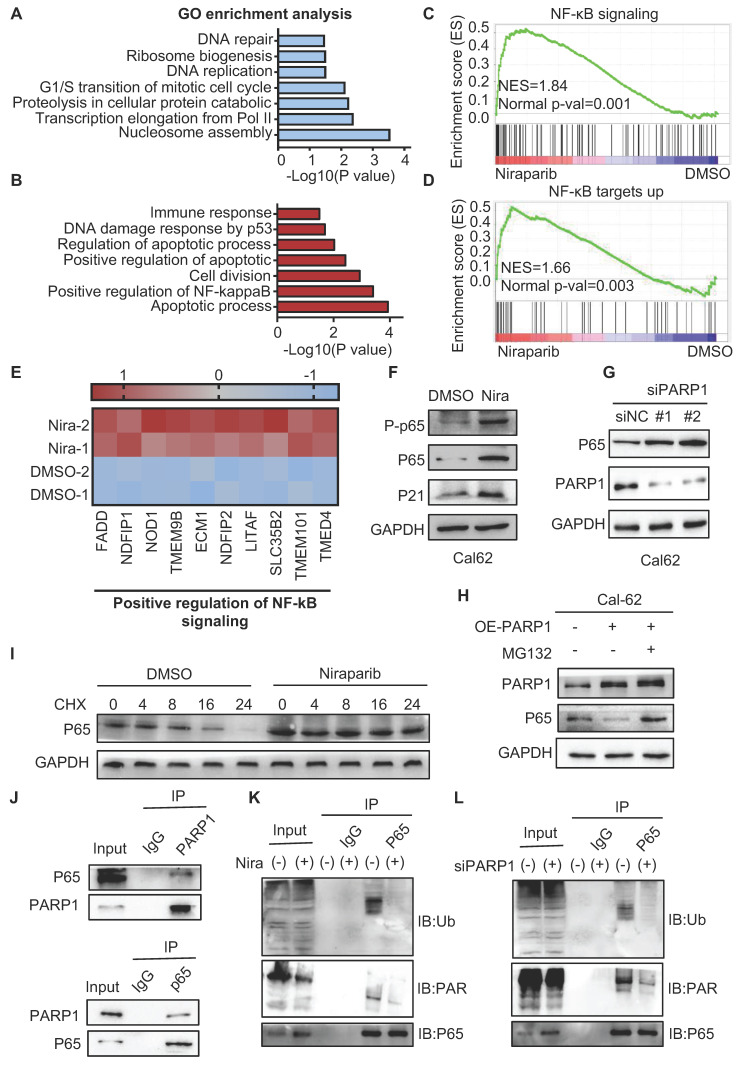 A
GO enrichment analysis
DNA repair
Ribosome biogenesis
DNA replication
G1/S transition of mitotic cell cycle
Proteolysis in cellular protein catabolic
Transcription elongation from Pol II
Nucleosome assembly
0 1 2 3 4
-Log10(P value)
B
Immune response
DNA damage response by p53
Regulation of apoptotic process
Positive regulation of apoptotic
Cell division
Positive regulation of NF-kappaB
Apoptotic process
0 2 4
-Log10(P value)
C
NF-κB signaling
Enrichment score (ES)
0.5
0.4
0.3
0.2
0.1
0.0
NES=1.84
Normal p-val=0.001
Niraparib DMSO
D
NF-κB targets up
Enrichment score (ES)
0.5
0.4
0.3
0.2
0.1
0.0
NES=1.66
Normal p-val=0.003
Niraparib DMSO
E
1 0 -1
Nira-2
Nira-1
DMSO-2
DMSO-1
FADD
NDFIP1
NOD1
TMEM9B
ECM1
NDFIP2
LITAF
SLC35B2
TMEM101
TMED4
Positive regulation of NF-kB
signaling
F
DMSO Nira
P-p65
P65
P21
GAPDH
Cal62
G
siPARP1
siNC #1 #2
P65
PARP1
GAPDH
Cal62
H
Cal-62
OE-PARP1 - + +
MG132 - - +
PARP1
P65
GAPDH
I
DMSO Niraparib
CHX 0 4 8 16 24 0 4 8 16 24
P65
GAPDH
J
IP
Input IgG PARP1
P65
PARP1
IP
Input IgG p65
PARP1
P65
K
IP
Input IgG P65
Nira (-) (+) (-) (+) (-) (+)
IB:Ub
IB:PAR
IB:P65
L
IP
Input IgG P65
siPARP1 (-) (+) (-) (+) (-) (+)
IB:Ub
IB:PAR
IB:P65